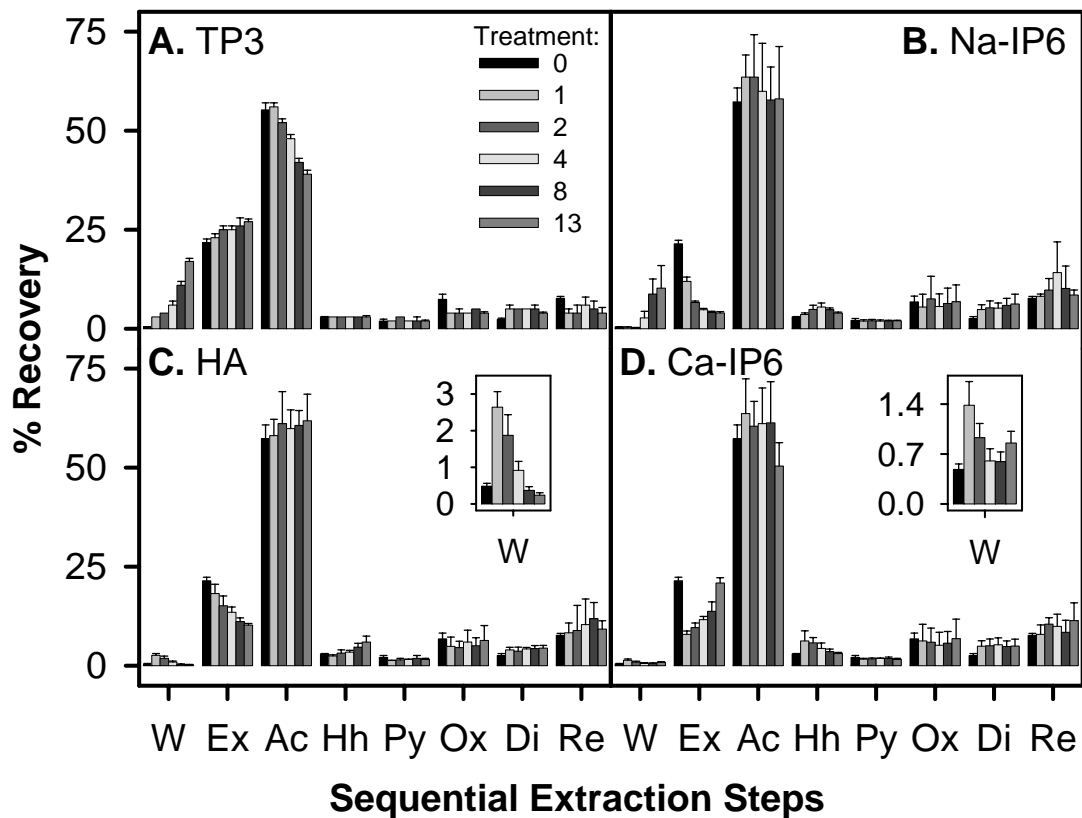 A. TP3
Treatment:
0
1
2
4
8
13
B. Na-IP6
75
50
25
0
C. HA
3
2
1
0
W
D. Ca-IP6
1.4
0.7
0.0
W
75
50
25
0
% Recovery
W Ex Ac Hh Py Ox Di Re
W Ex Ac Hh Py Ox Di Re
Sequential Extraction Steps